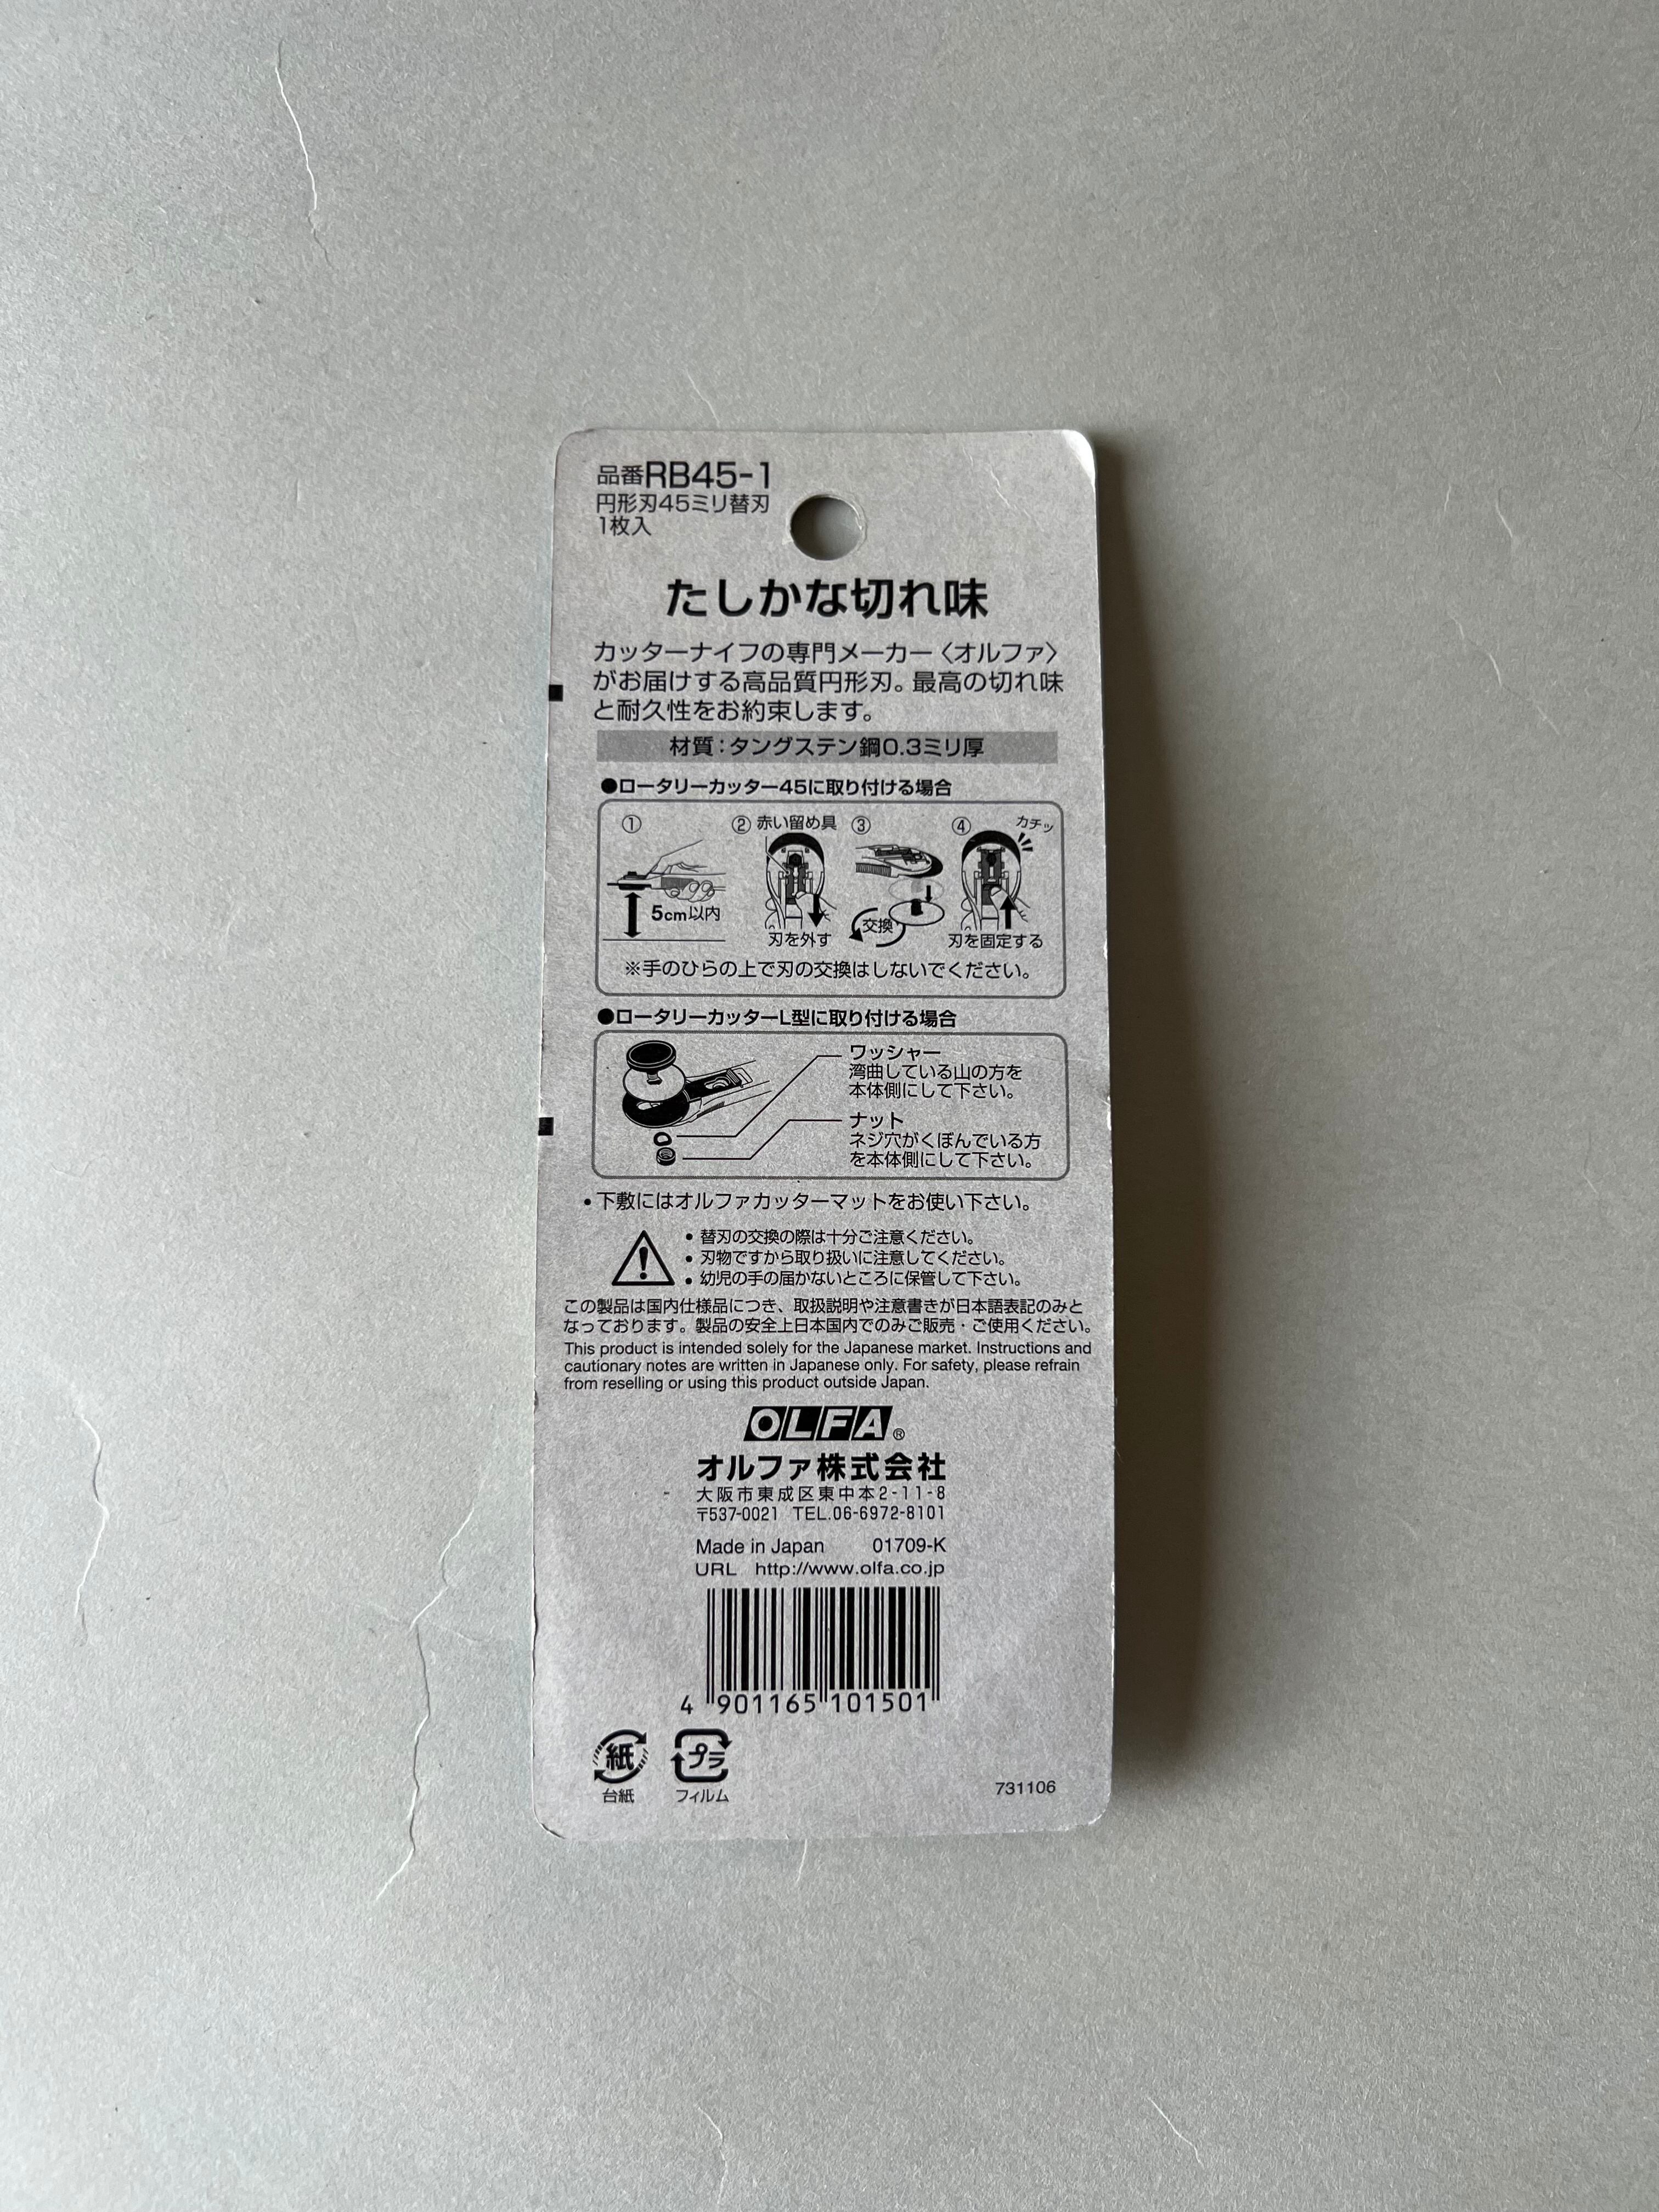 品番RB45-1
円形刃45ミリ替刃
1枚入
たしかな切れ味
カッターナイフの専門メーカー〈オルファ〉
がお届けする高品質円形刃。最高の切れ味
と耐久性をお約束します。
材質：タングステン鋼0.3ミリ厚
●ロータリーカッター45に取り付ける場合
① ②赤い留め具 ③ ④ カチッ
5cm以内
交換
刃を外す 刃を固定する
※手のひらの上で刃の交換はしないでください。
●ロータリーカッターL型に取り付ける場合
ワッシャー
湾曲している山の方を
本体側にして下さい。
ナット
ネジ穴がくぼんでいる方
を本体側にして下さい。
•下敷にはオルファカッターマットをお使い下さい。
• 替刃の交換の際は十分ご注意ください。
• 刃物ですから取り扱いに注意してください。
• 幼児の手の届かないところに保管して下さい。
この製品は国内仕様品につき、取扱説明や注意書きが日本語表記のみと
なっております。製品の安全上日本国内でのみご販売・ご使用ください。
This product is intended solely for the Japanese market. Instructions and
cautionary notes are written in Japanese only. For safety, please refrain
from reselling or using this product outside Japan.
OLFA®
オルファ株式会社
大阪市東成区東中本2-11-8
〒537-0021 TEL.06-6972-8101
Made in Japan 01709-K
URL http://www.olfa.co.jp
4 901165 101501
紙 プラ
台紙 フィルム
731106